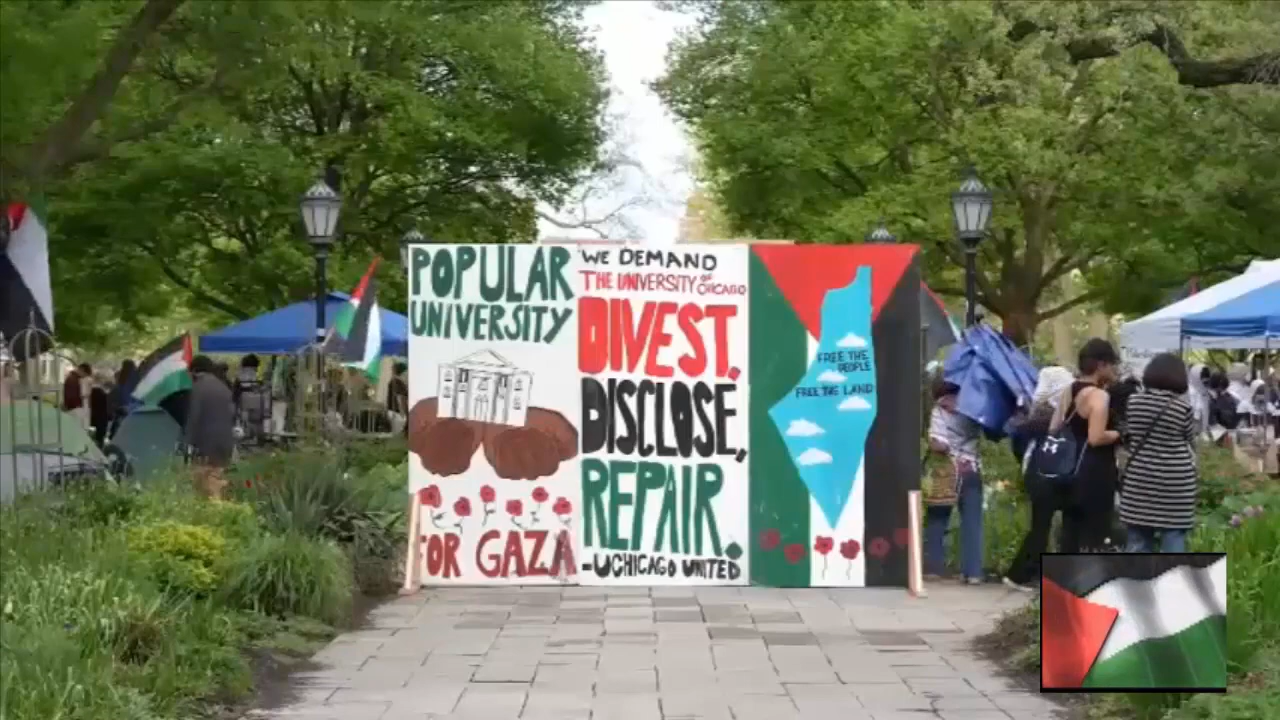 POPULAR
UNIVERSITY
FOR GAZA
WE DEMAND
THE UNIVERSITY OF CHICAGO
DIVEST,
DISCLOSE,
REPAIR.
-UCHICAGO UNITED
FREE THE
PEOPLE
FREE THE LAND